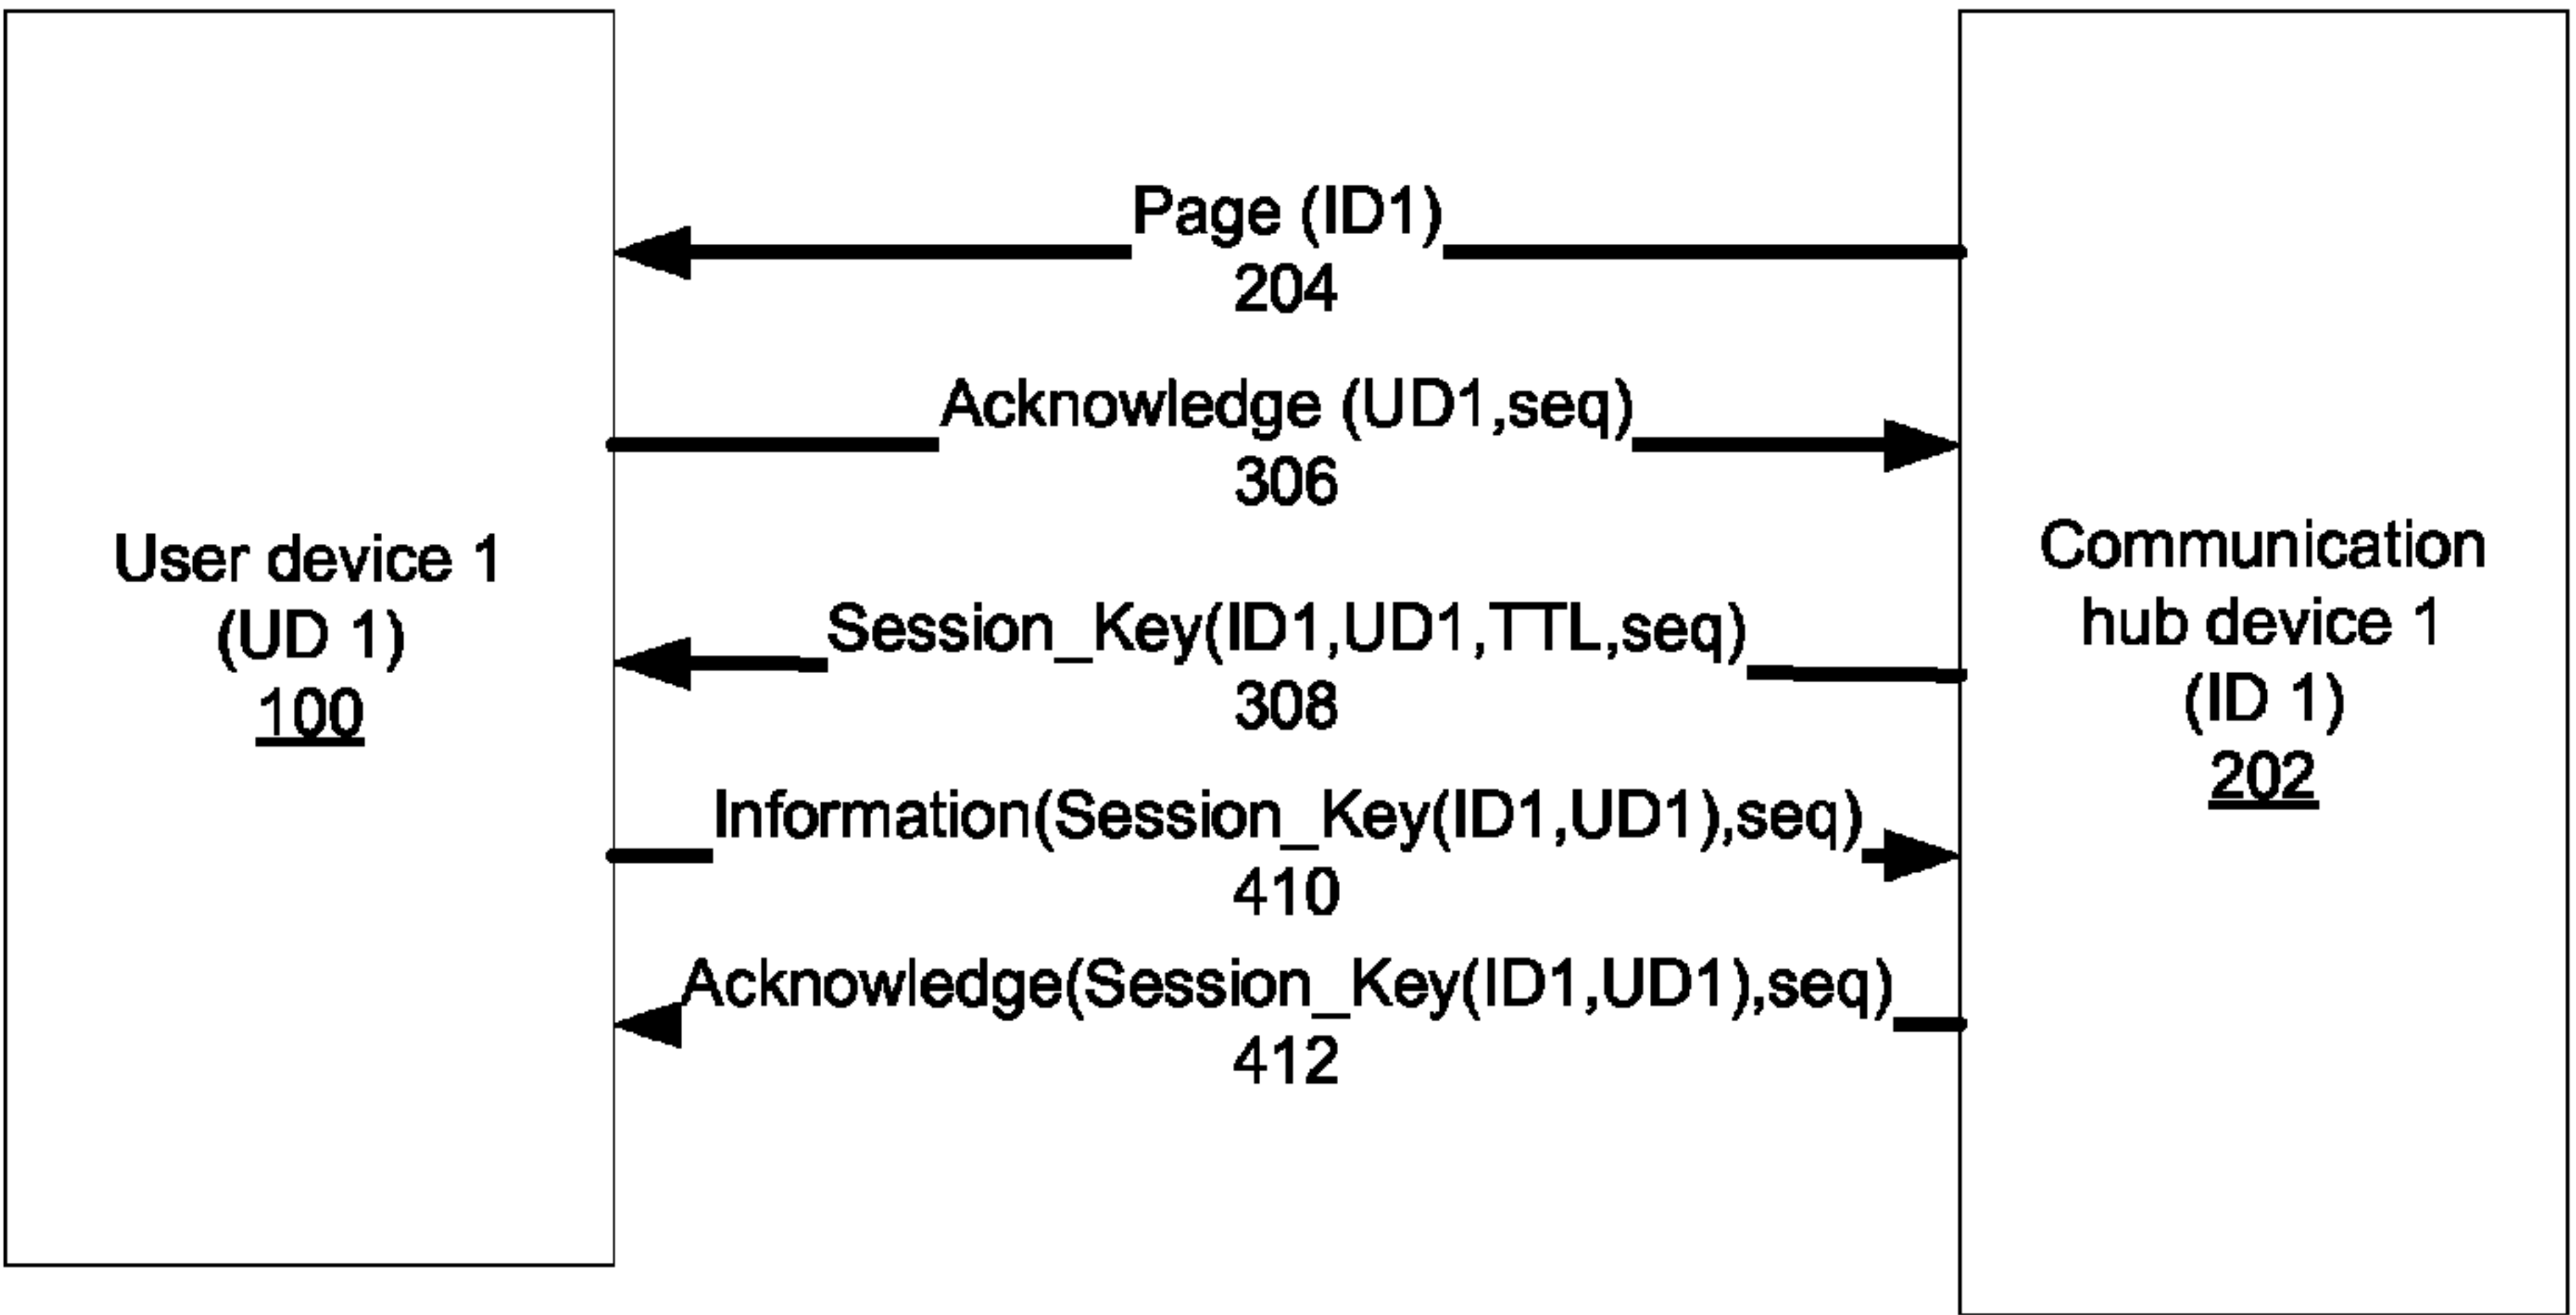 Page (ID1)
204
Acknowledge (UD1,seq)
306
User device 1
(UD 1)
100
Session_Key(ID1,UD1,TTL,seq)
308
Communication
hub device 1
(ID 1)
202
Information(Session_Key(ID1,UD1),seq)
410
Acknowledge(Session_Key(ID1,UD1),seq)
412